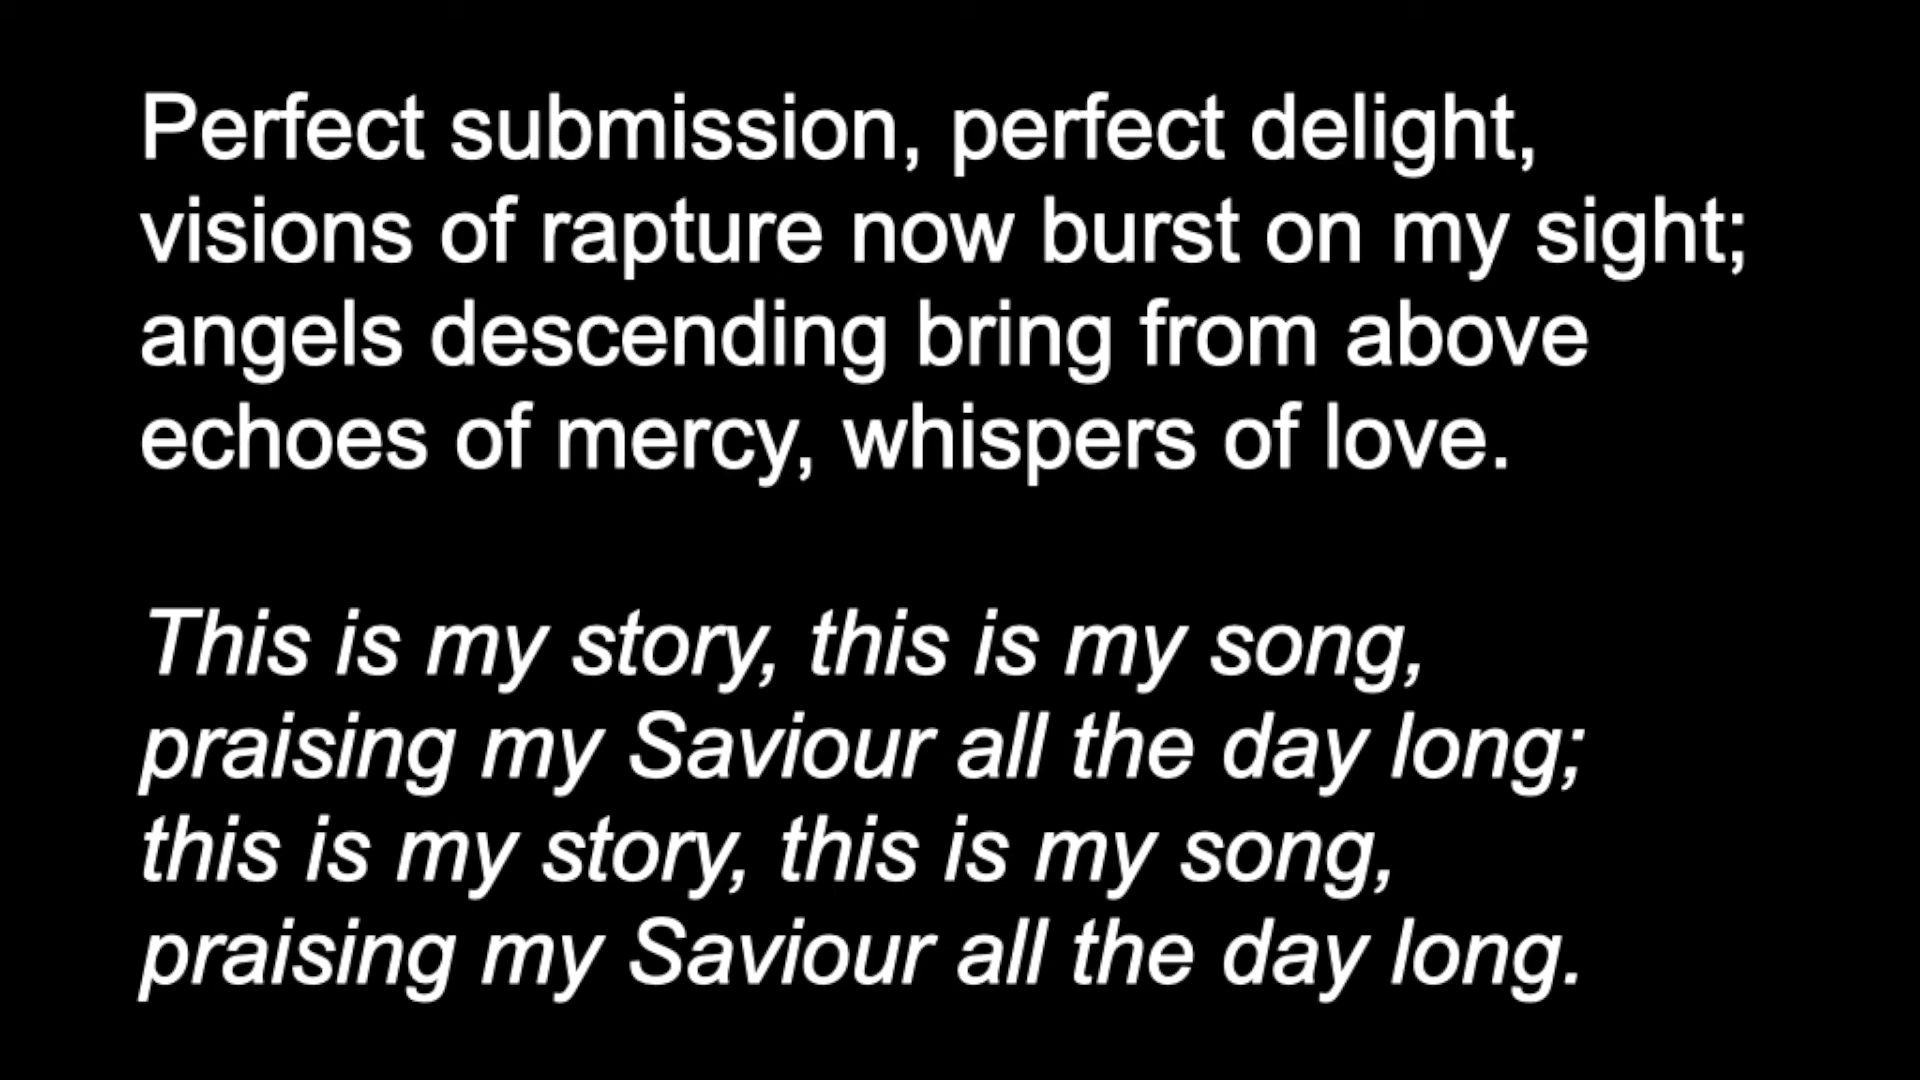 Perfect submission, perfect delight,
visions of rapture now burst on my sight;
angels descending bring from above
echoes of mercy, whispers of love.
This is my story, this is my song,
praising my Saviour all the day long;
this is my story, this is my song,
praising my Saviour all the day long.